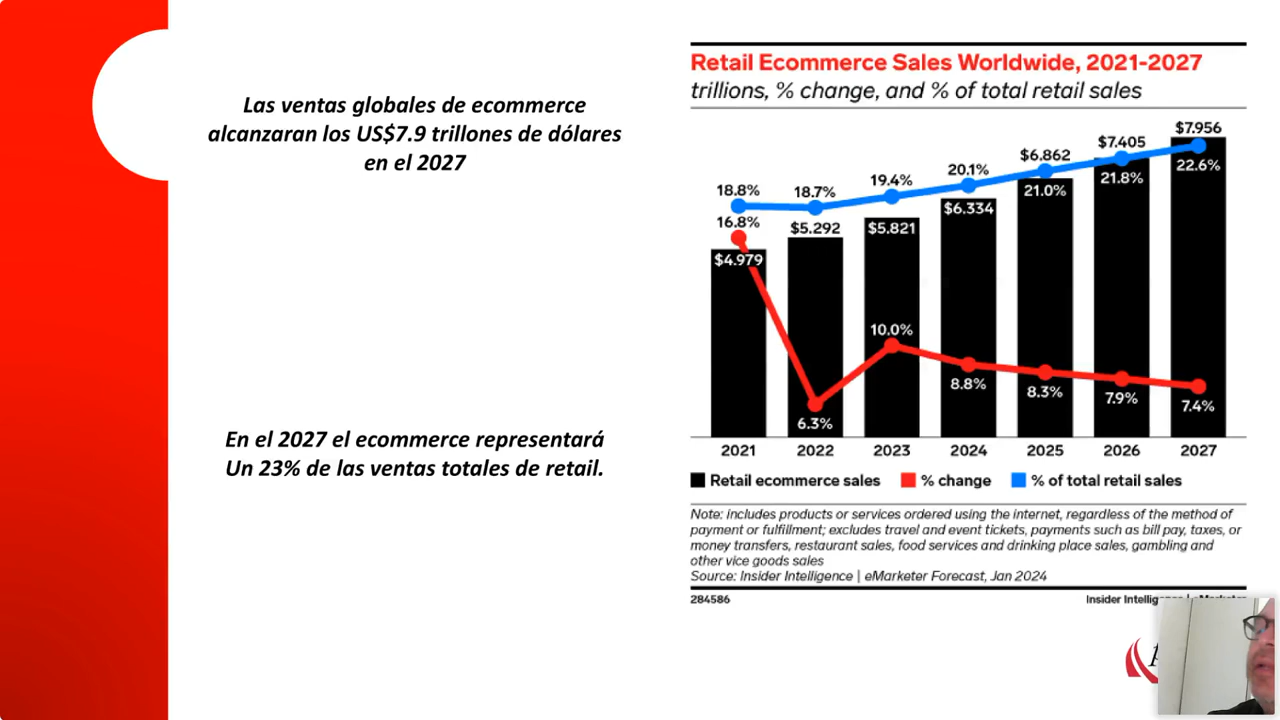 Las ventas globales de ecommerce
alcanzaran los US$7.9 trillones de dólares
en el 2027
En el 2027 el ecommerce representará
Un 23% de las ventas totales de retail.
Retail Ecommerce Sales Worldwide, 2021-2027
trillions, % change, and % of total retail sales
$7.956
$7.405
$6.862
20.1%
19.4%
18.7%
18.8%
22.6%
21.8%
21.0%
$6.334
$5.821
$5.292
16.8%
$4.979
10.0%
8.8%
8.3%
7.9%
7.4%
6.3%
2021 2022 2023 2024 2025 2026 2027
Retail ecommerce sales % change % of total retail sales
Note: includes products or services ordered using the internet, regardless of the method of
payment or fulfillment; excludes travel and event tickets, payments such as bill pay, taxes, or
money transfers, restaurant sales, food services and drinking place sales, gambling and
other vice goods sales
Source: Insider Intelligence | eMarketer Forecast, Jan 2024
284586